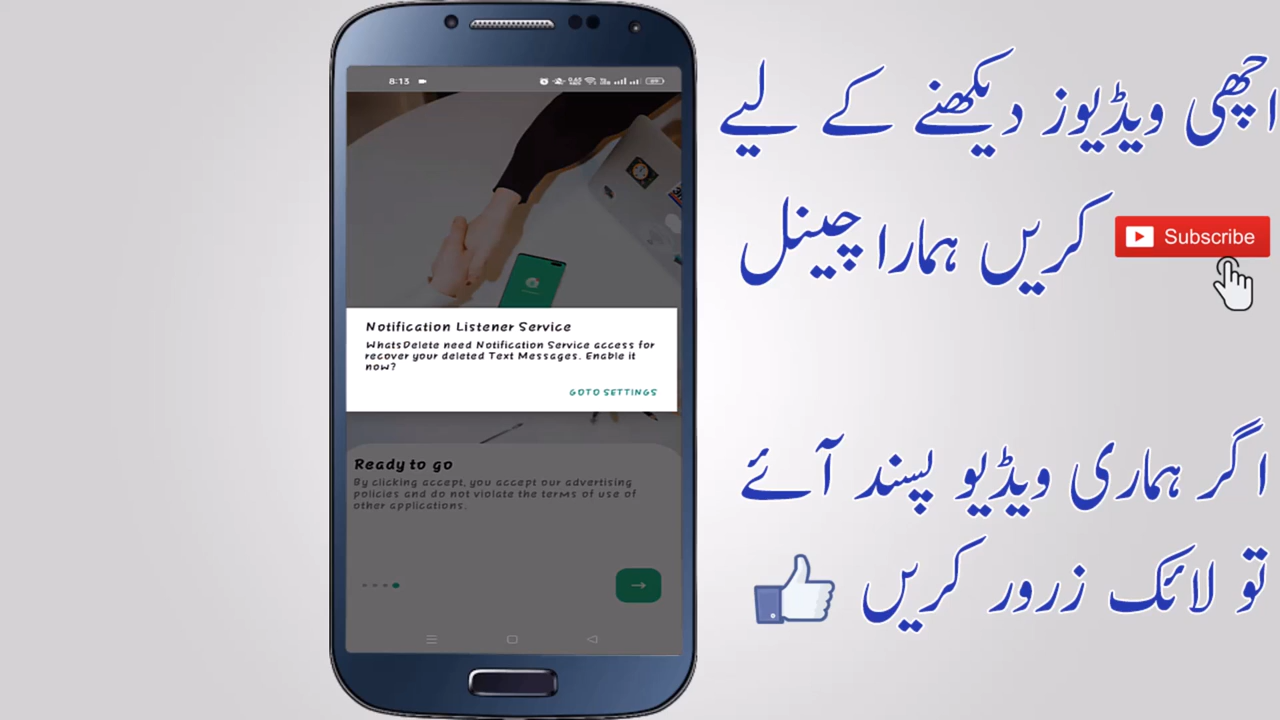 8:13
Notification Listener Service
WhatsDelete need Notification Service access for
recover your deleted Text Messages. Enable it
now?
GOTO SETTINGS
Ready to go
By clicking accept, you accept our advertising
policies and do not violate the terms of use of
other applications.
اچھی ویڈیوز دیکھنے کے لیے
Subscribe کریں ہمارا چینل
اگر ہماری ویڈیو پسند آئے
تو لائک زرور کریں